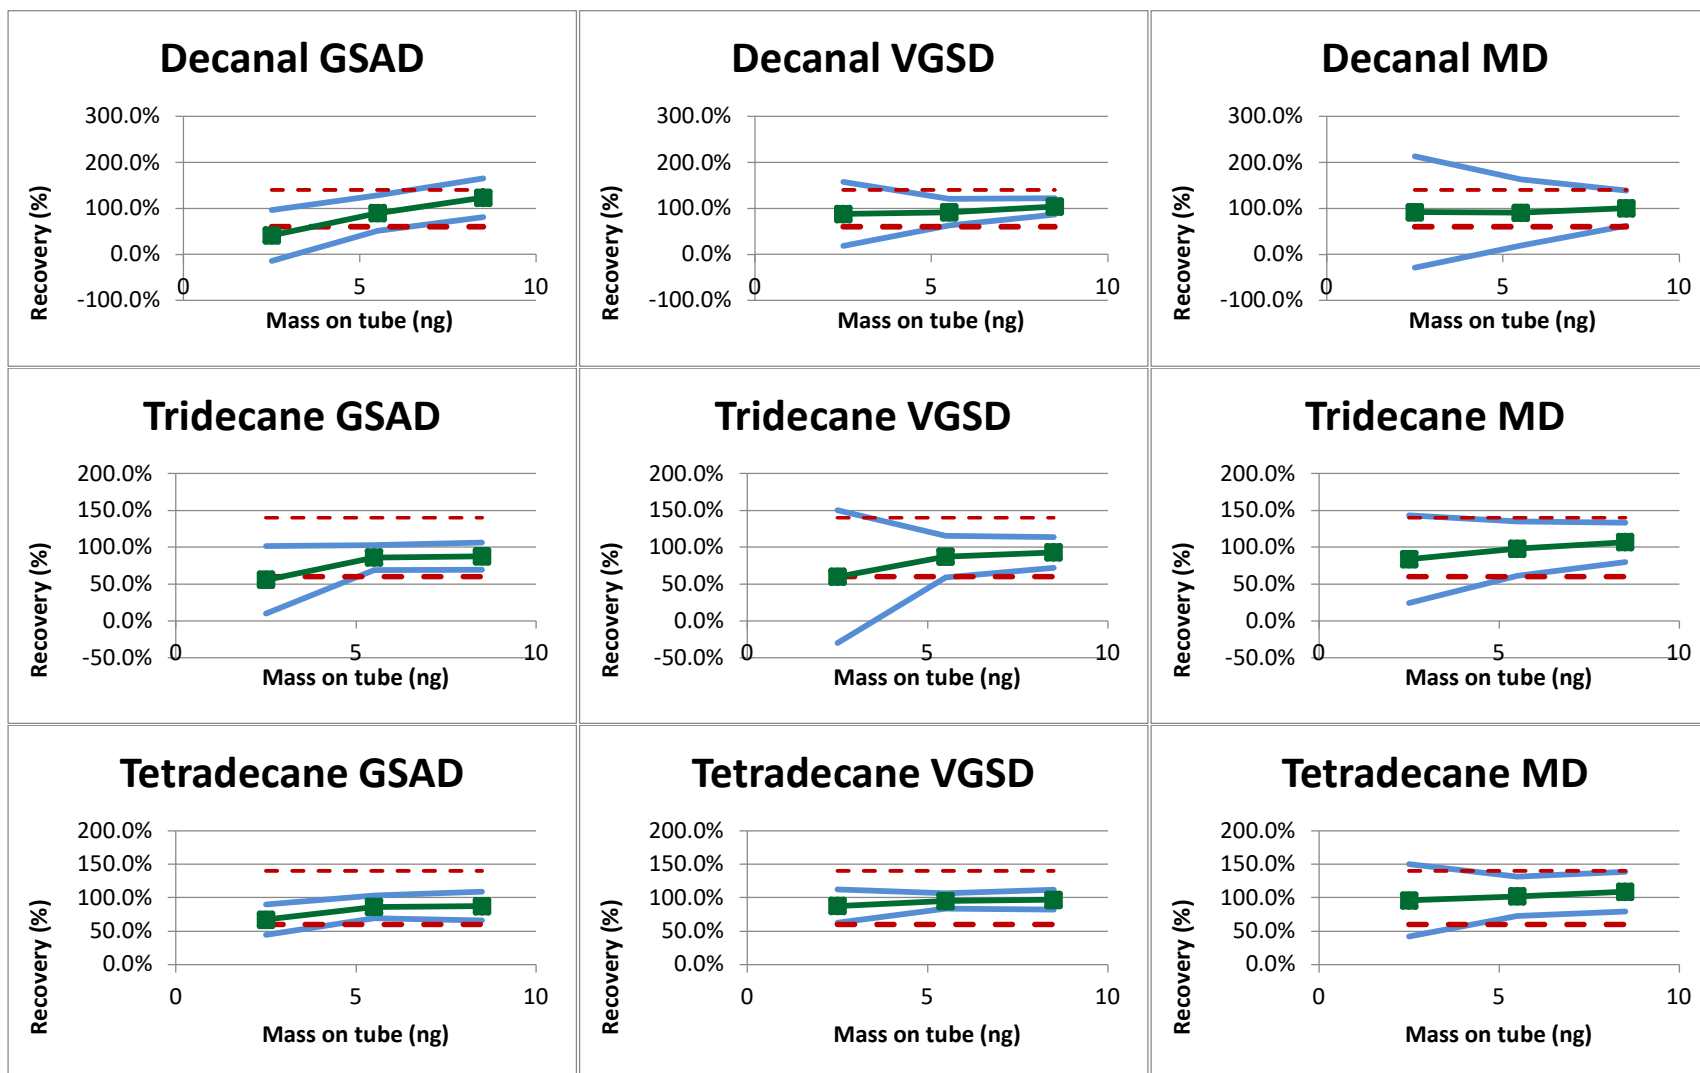 Decanal GSAD
300.0%
200.0%
100.0%
0.0%
-100.0%
0
5
10
Recovery (%)
Mass on tube (ng)
Decanal VGSD
300.0%
200.0%
100.0%
0.0%
-100.0%
0
5
10
Recovery (%)
Mass on tube (ng)
Decanal MD
300.0%
200.0%
100.0%
0.0%
-100.0%
0
5
10
Recovery (%)
Mass on tube (ng)
Tridecane GSAD
200.0%
150.0%
100.0%
50.0%
0.0%
-50.0%
0
5
10
Recovery (%)
Mass on tube (ng)
Tridecane VGSD
200.0%
150.0%
100.0%
50.0%
0.0%
-50.0%
0
5
10
Recovery (%)
Mass on tube (ng)
Tridecane MD
200.0%
150.0%
100.0%
50.0%
0.0%
-50.0%
0
5
10
Recovery (%)
Mass on tube (ng)
Tetradecane GSAD
200.0%
150.0%
100.0%
50.0%
0.0%
0
5
10
Recovery (%)
Mass on tube (ng)
Tetradecane VGSD
200.0%
150.0%
100.0%
50.0%
0.0%
0
5
10
Recovery (%)
Mass on tube (ng)
Tetradecane MD
200.0%
150.0%
100.0%
50.0%
0.0%
0
5
10
Recovery (%)
Mass on tube (ng)